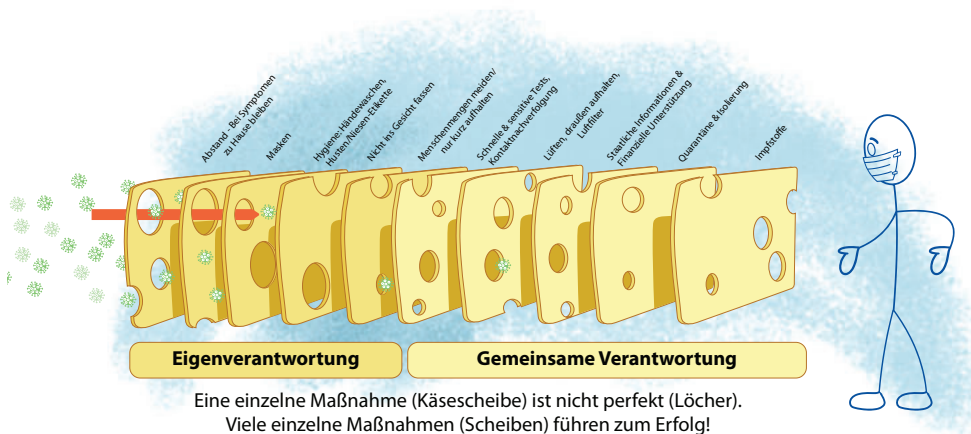 Abstand - Bei Symptomen
zu Hause bleiben
Masken
Hygiene: Händewaschen,
Husten/Niesen-Etikette
Nicht ins Gesicht fassen
Menschenmengen meiden/
nur kurz aufhalten
Schnelle & sensitive Tests,
Kontaktnachverfolgung
Lüften, draußen aufhalten,
Luftfilter
Staatliche Informationen &
Finanzielle Unterstützung
Quarantäne & Isolierung
Impfstoffe
Eigenverantwortung
Gemeinsame Verantwortung
Eine einzelne Maßnahme (Käsescheibe) ist nicht perfekt (Löcher).
Viele einzelne Maßnahmen (Scheiben) führen zum Erfolg!